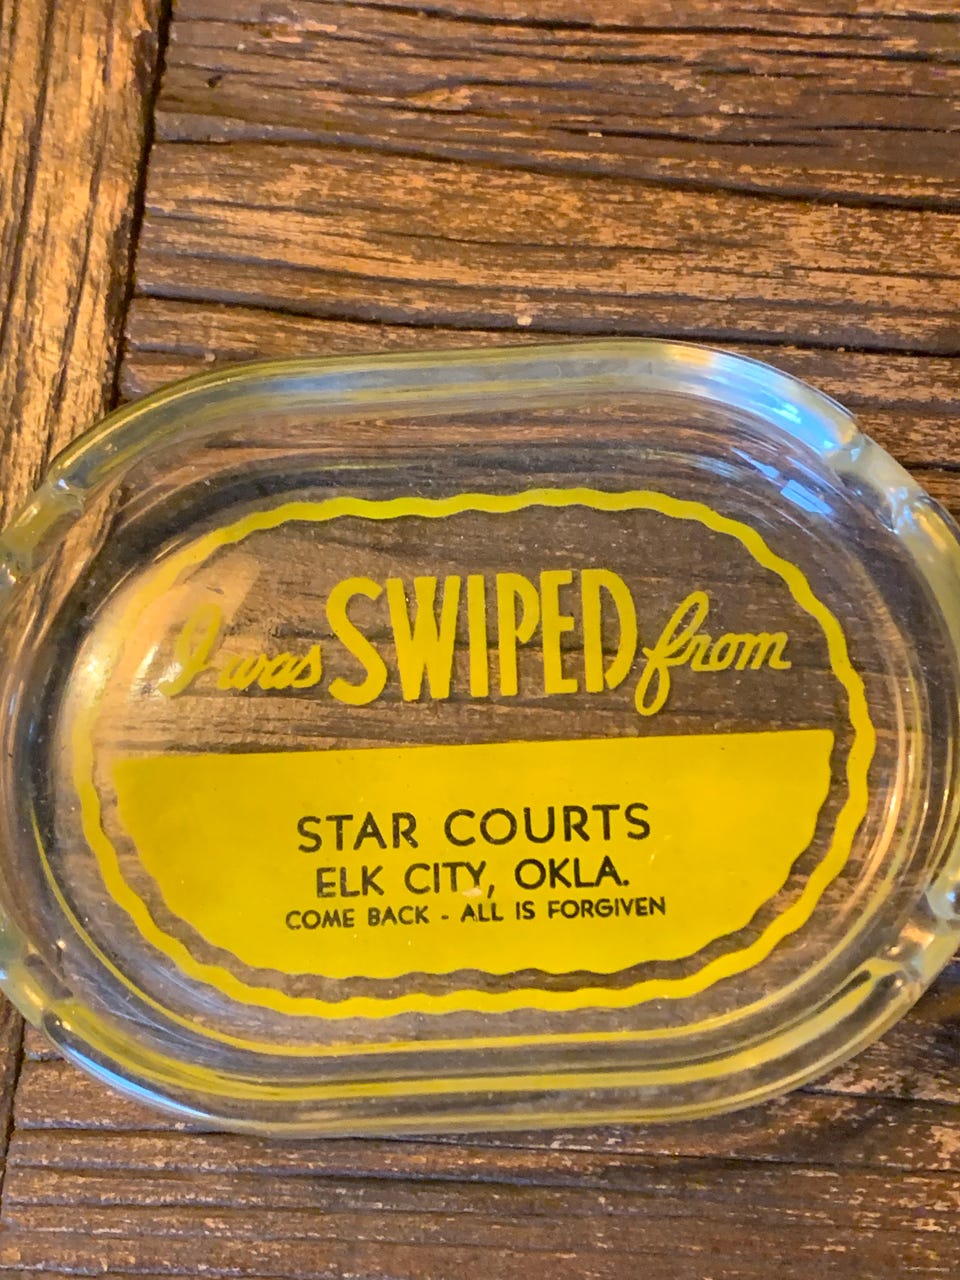 I was SWIPED from
STAR COURTS
ELK CITY, OKLA.
COME BACK - ALL IS FORGIVEN